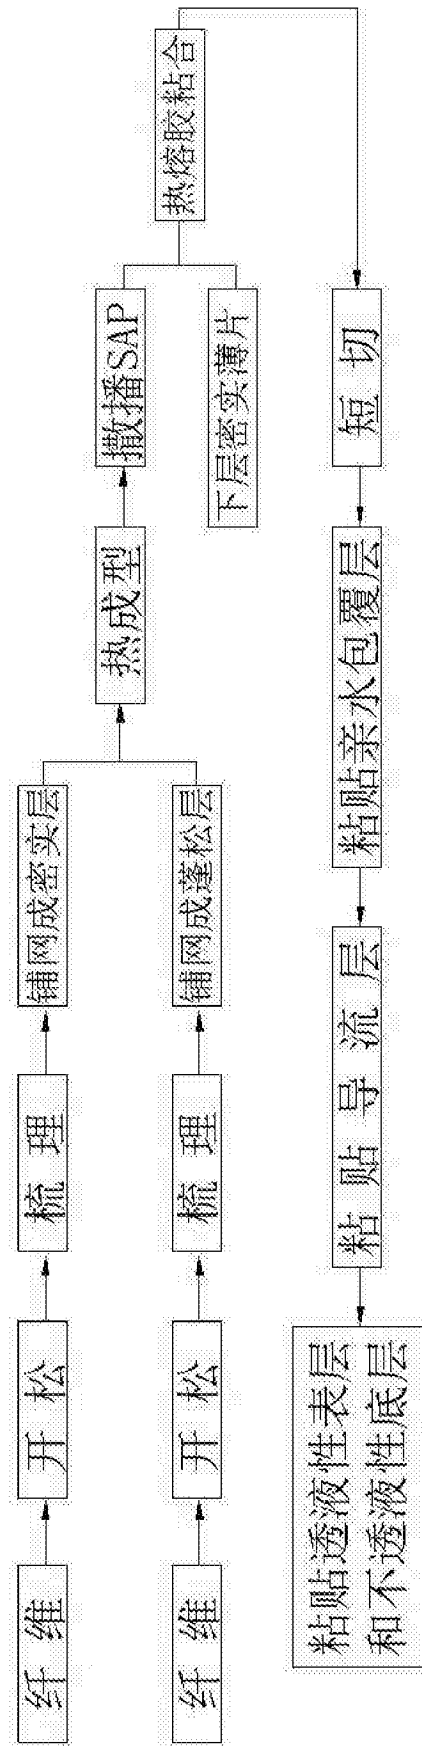 纤维
开松
梳理
铺网成密实层
纤维
开松
梳理
铺网成蓬松层
热成型
撒播SAP
下层密实薄片
热熔胶粘合
短切
粘贴亲水包覆层
粘贴导流层
粘贴透液性表层
和不透液性底层